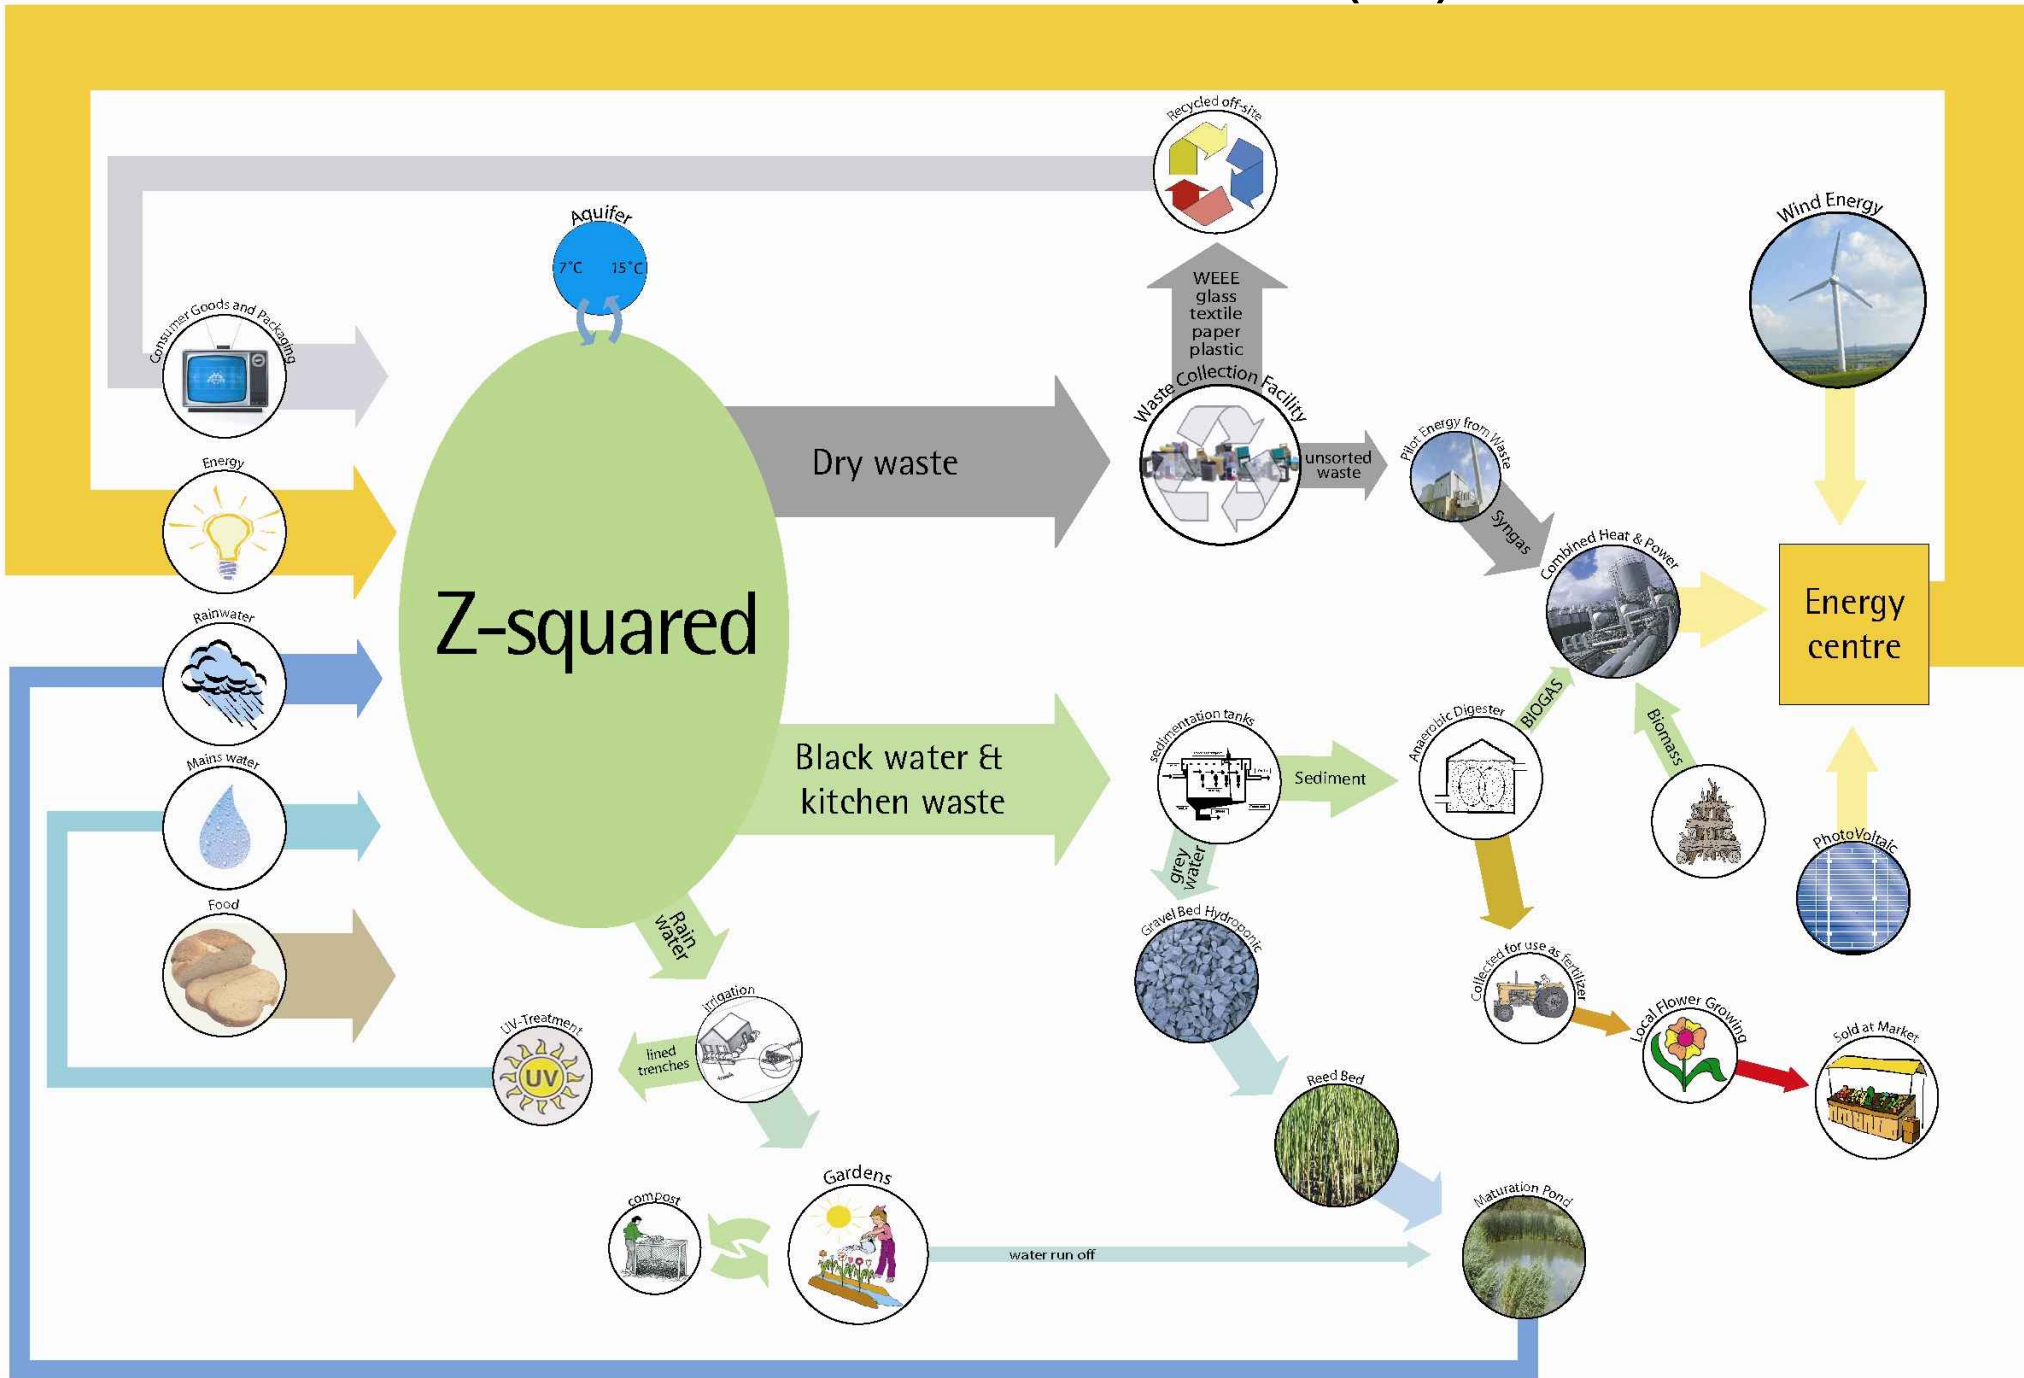 Recycled off-site
Aquifer
7°C 15°C
Wind Energy
WEEE
glass
textile
paper
plastic
Consumer Goods and Packaging
Waste Collection Facility
Dry waste
unsorted
waste
Pilot Energy from Waste
Syngas
Energy
Combined Heat & Power
Energy
centre
Z-squared
Rainwater
BIOGAS
Biomass
sedimentation tanks
Anaerobic Digester
Black water &
kitchen waste
Sediment
Mains water
PhotoVoltaic
grey
water
Food
Rain
water
Gravel Bed Hydroponic
Collected for use as fertilizer
irrigation
UV-Treatment
UV
lined
trenches
Local Flower Growing
Sold at Market
Reed Bed
Gardens
compost
Maturation Pond
water run off